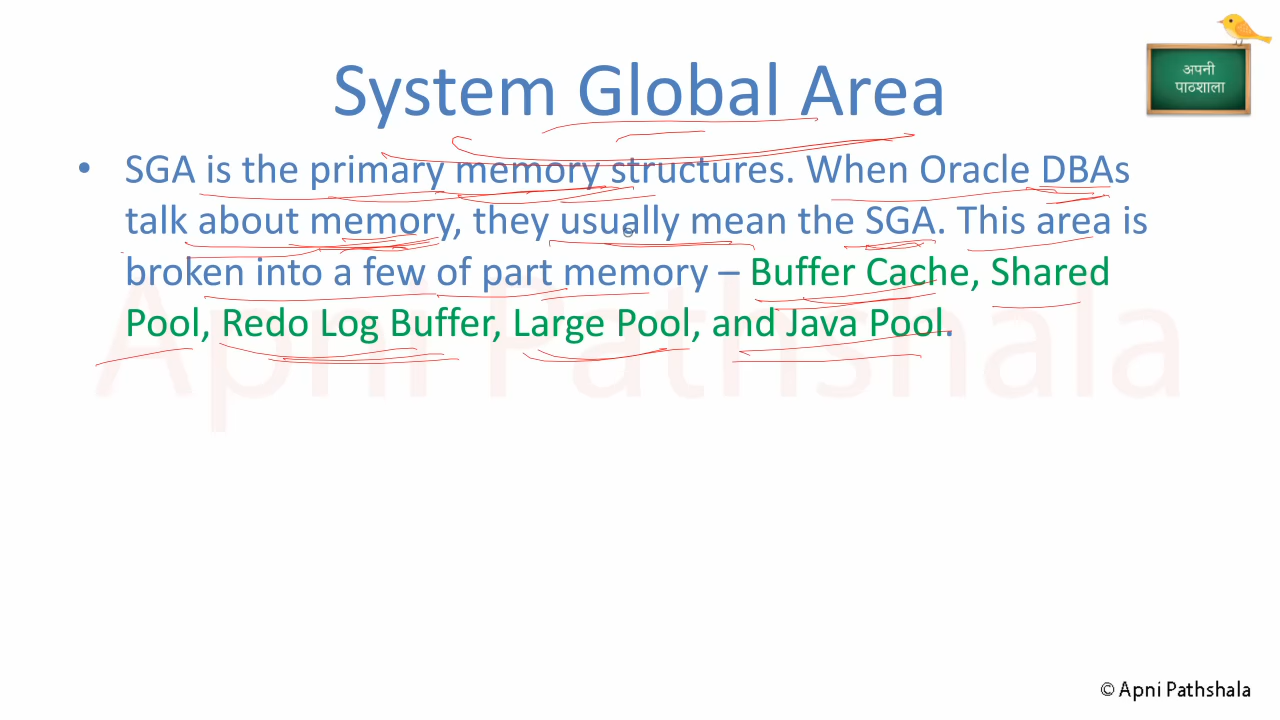 अपनी
पाठशाला
System Global Area
• SGA is the primary memory structures. When Oracle DBAs
talk about memory, they usually mean the SGA. This area is
broken into a few of part memory – Buffer Cache, Shared
Pool, Redo Log Buffer, Large Pool, and Java Pool.
Apni Pathshala
© Apni Pathshala